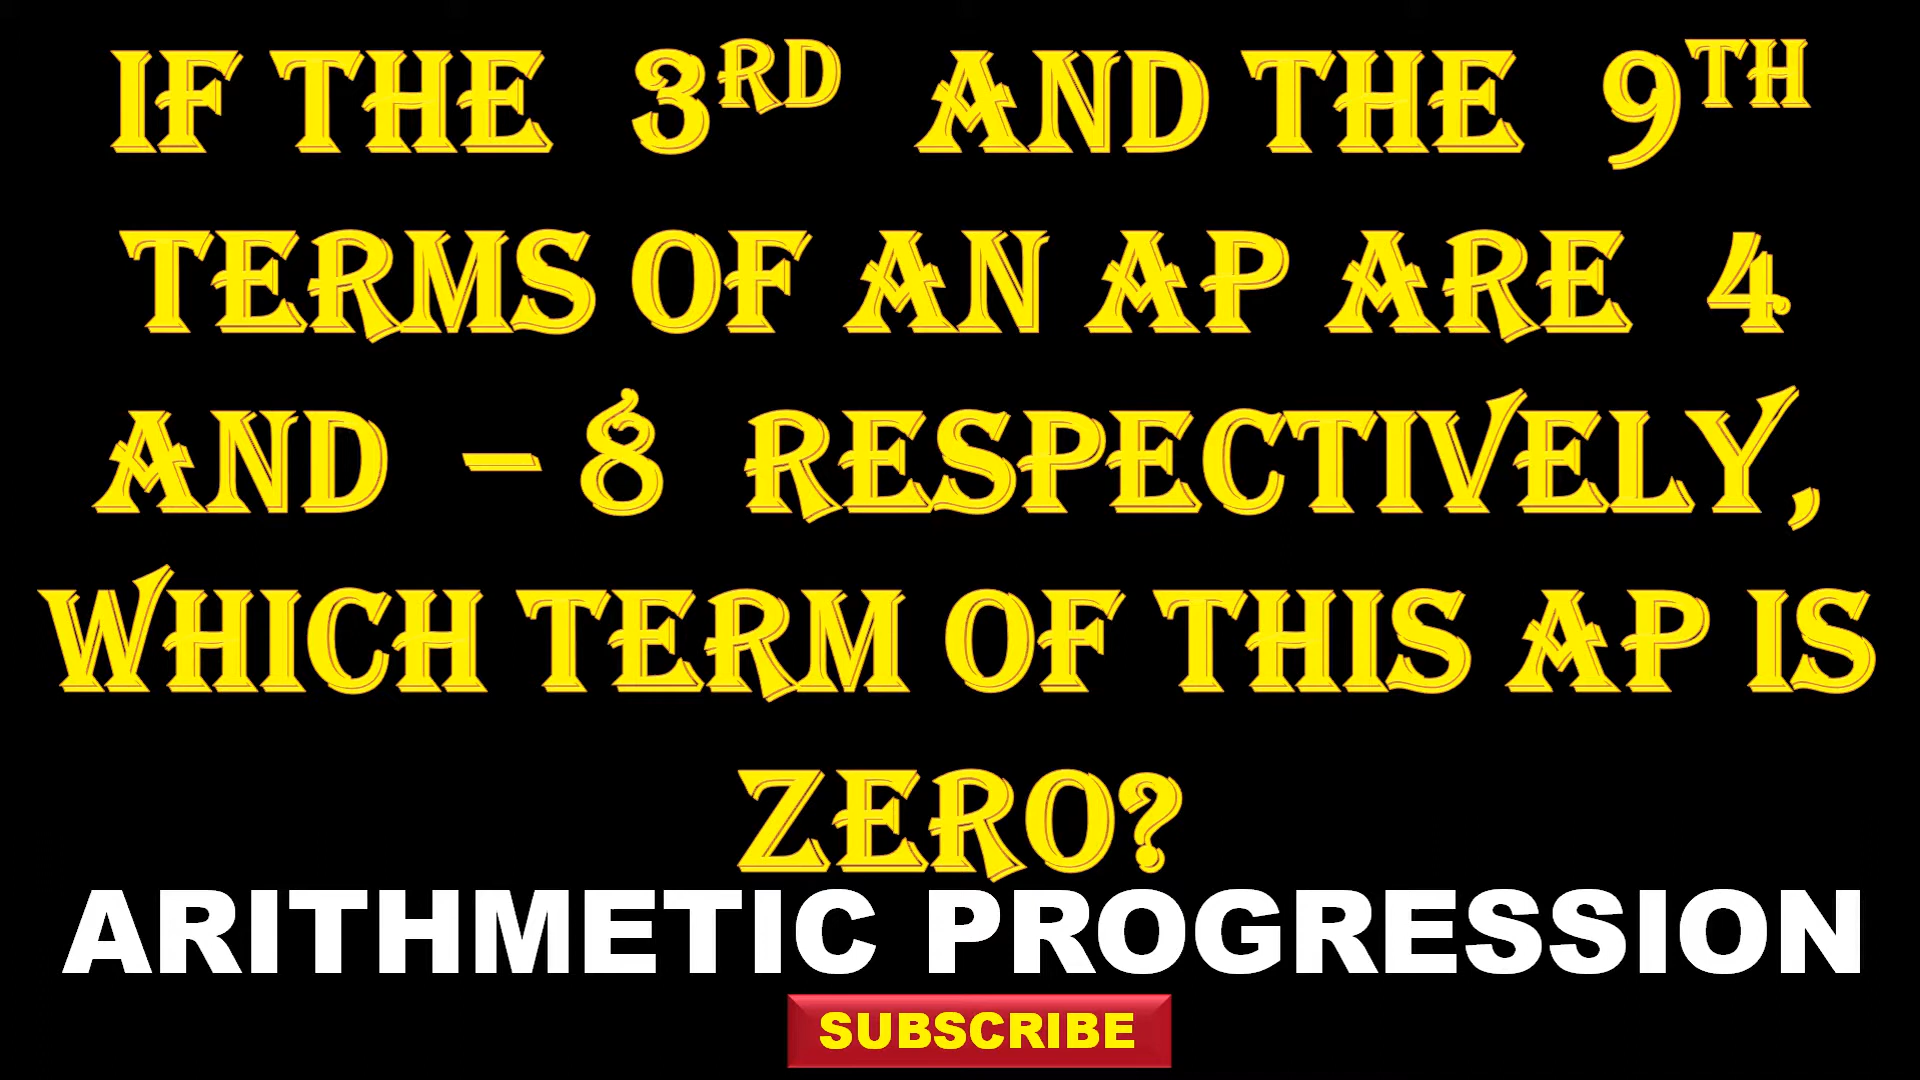 IF THE 3RD AND THE 9TH
TERMS OF AN AP ARE 4
AND – 8 RESPECTIVELY,
WHICH TERM OF THIS AP IS
ZERO?
ARITHMETIC PROGRESSION
SUBSCRIBE